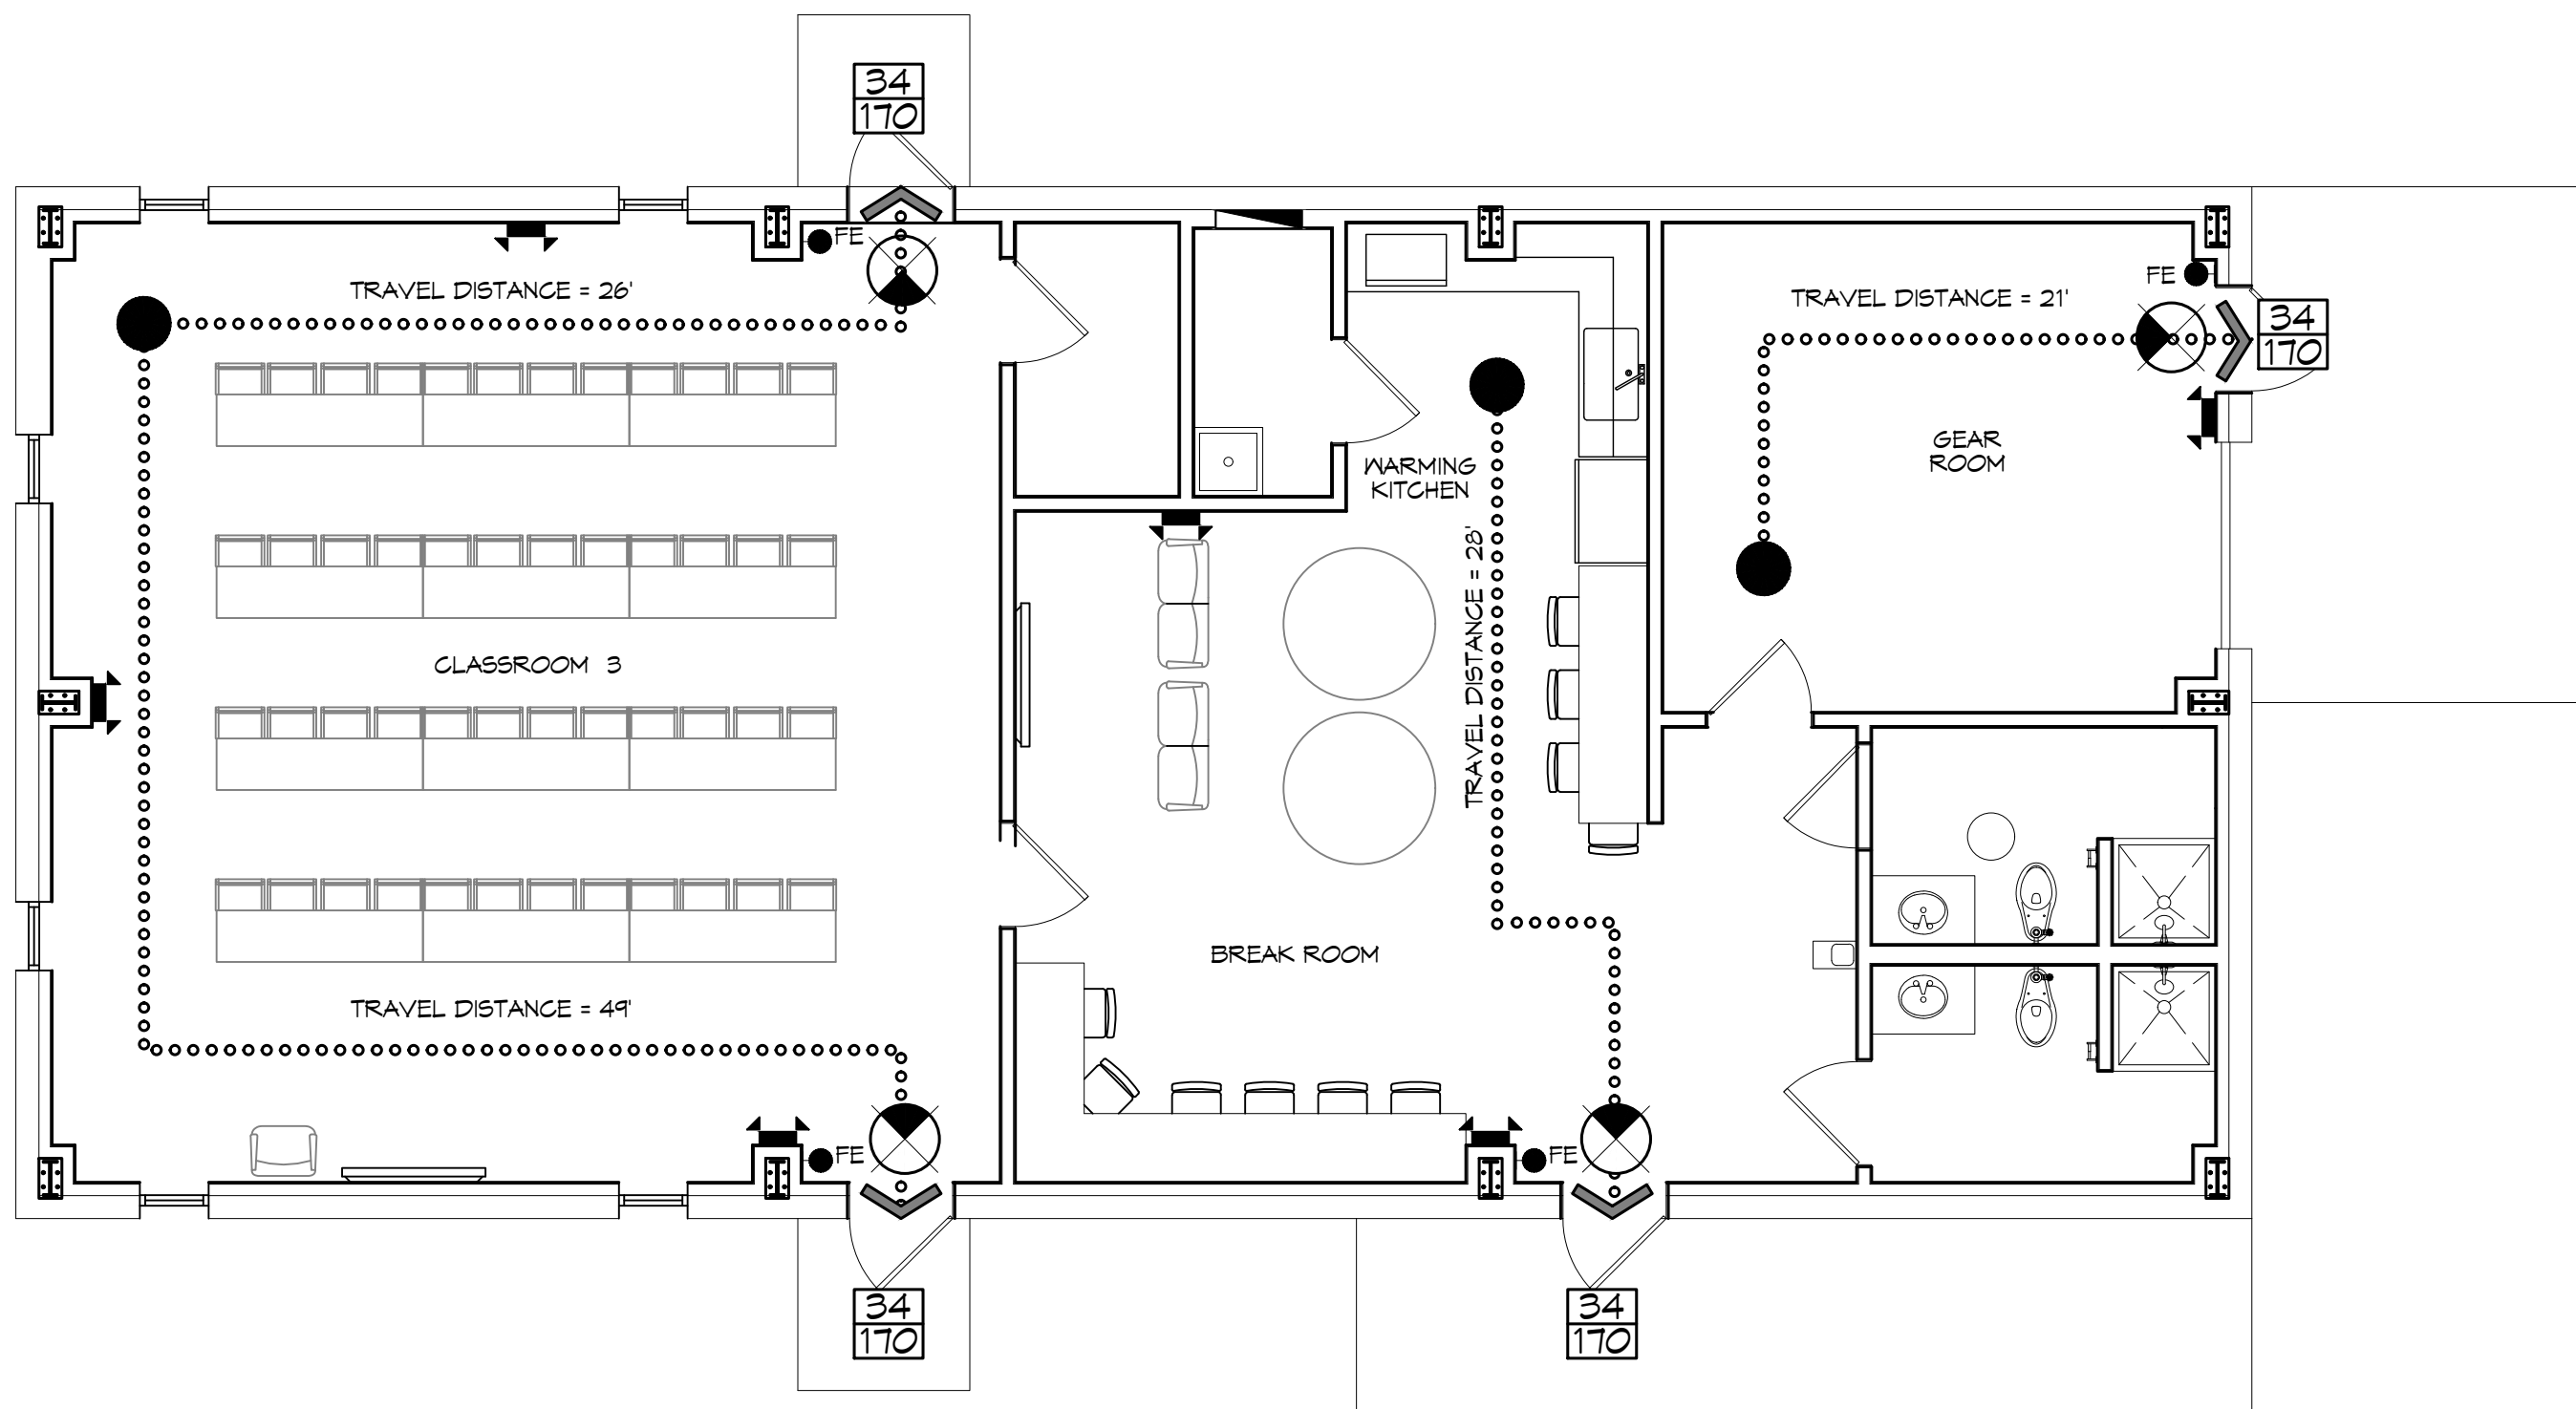 34
170
FE
TRAVEL DISTANCE = 26'
TRAVEL DISTANCE = 21'
FE
34
170
GEAR
ROOM
WARMING
KITCHEN
TRAVEL DISTANCE = 28'
CLASSROOM 3
BREAK ROOM
TRAVEL DISTANCE = 49'
FE
FE
34
170
34
170